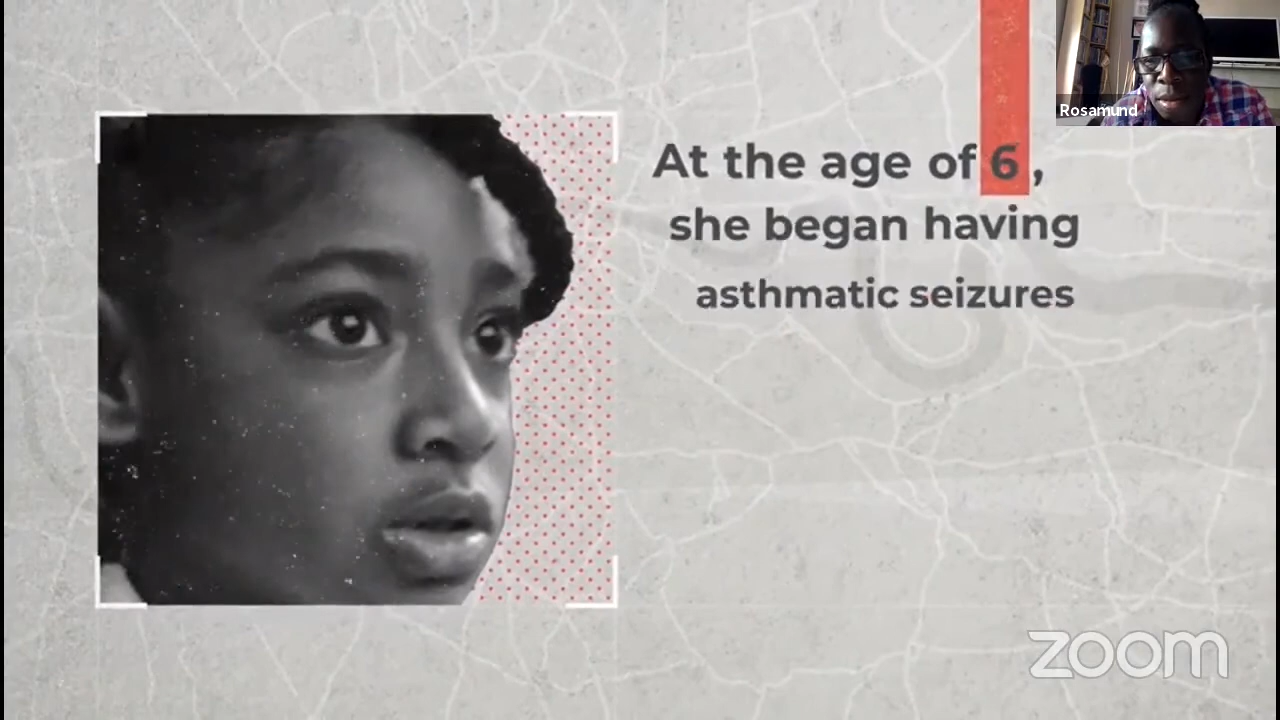 Rosamund
At the age of 6,
she began having
asthmatic seizures
zoom